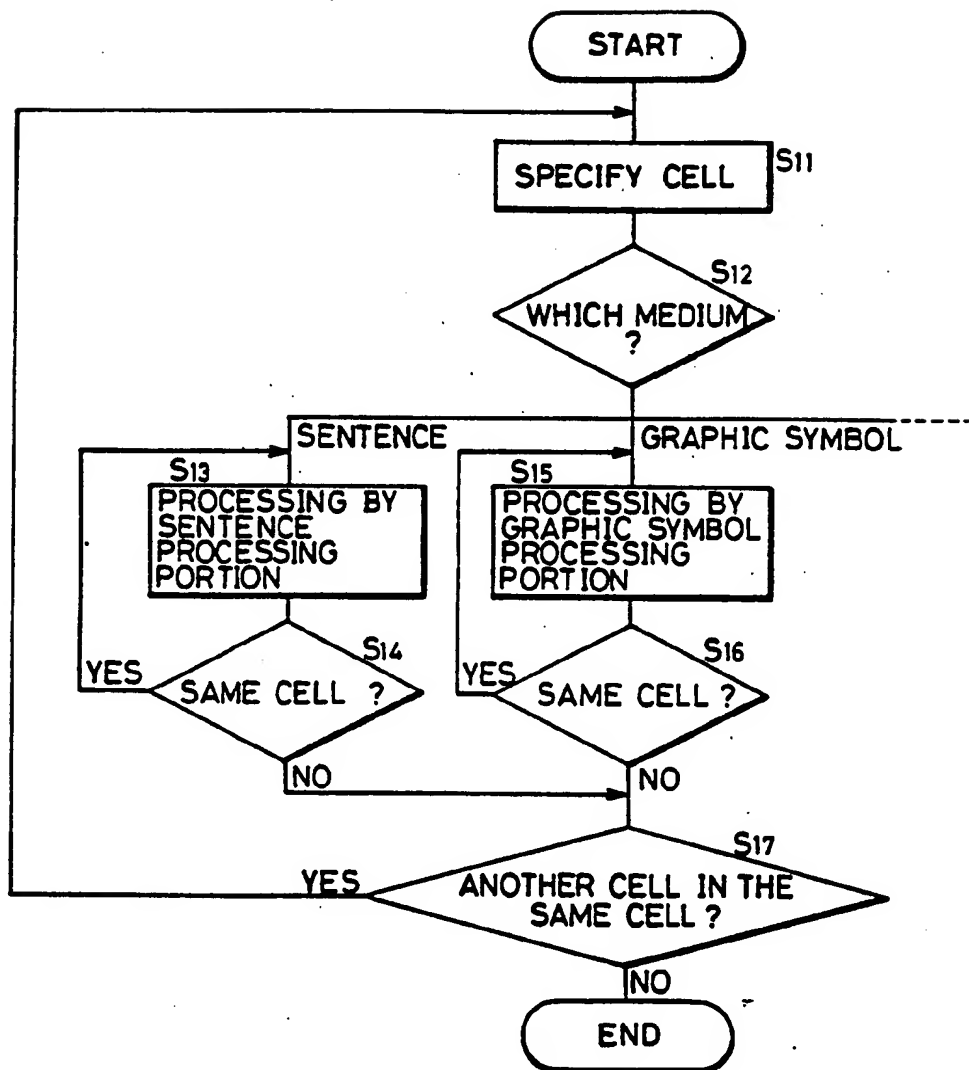 START
SPECIFY CELL
S11
S12
WHICH MEDIUM
?
SENTENCE
GRAPHIC SYMBOL
S13
PROCESSING BY
SENTENCE
PROCESSING
PORTION
S15
PROCESSING BY
GRAPHIC SYMBOL
PROCESSING
PORTION
S14
YES
SAME CELL ?
NO
S16
YES
SAME CELL ?
NO
S17
YES
ANOTHER CELL IN THE
SAME CELL ?
NO
END